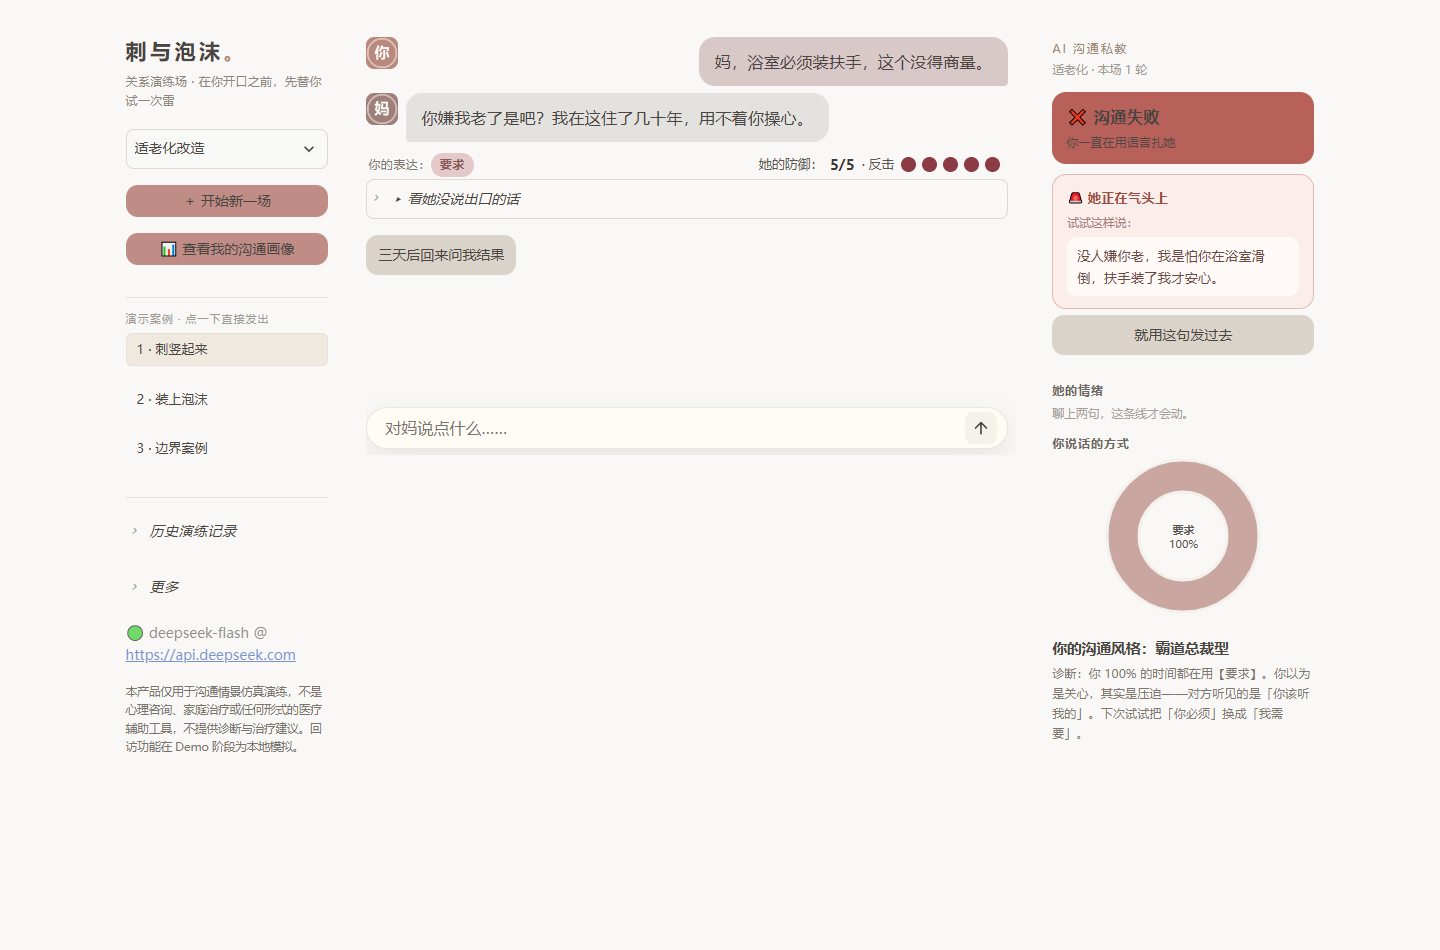 刺与泡沫。
关系演练场 · 在你开口之前，先替你
试一次雷
适老化改造
+ 开始新一场
查看我的沟通画像
演示案例 · 点一下直接发出
1 · 刺竖起来
2 · 装上泡沫
3 · 边界案例
历史演练记录
更多
deepseek-flash @
https://api.deepseek.com
本产品仅用于沟通情景仿真演练，不是
心理咨询、家庭治疗或任何形式的医疗
辅助工具，不提供诊断与治疗建议。回
访功能在 Demo 阶段为本地模拟。
你
妈，浴室必须装扶手，这个没得商量。
妈
你嫌我老了是吧？我在这住了几十年，用不着你操心。
你的表达：要求
她的防御： 5/5 · 反击
看她没说出口的话
三天后回来问我结果
对妈说点什么……
AI 沟通私教
适老化 · 本场 1 轮
沟通失败
你一直在用语言扎她
她正在气头上
试试这样说：
没人嫌你老，我是怕你在浴室滑
倒，扶手装了我才安心。
就用这句发过去
她的情绪
聊上两句，这条线才会动。
你说话的方式
要求
100%
你的沟通风格：霸道总裁型
诊断：你 100% 的时间都在用【要求】。你以为
是关心，其实是压迫——对方听见的是「你该听
我的」。下次试试把「你必须」换成「我需
要」。